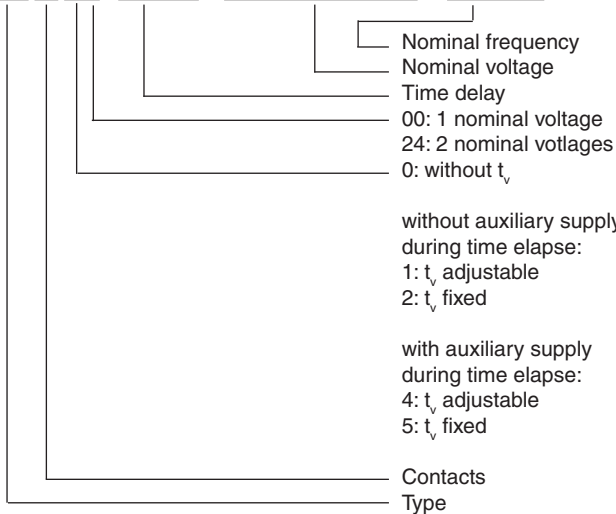 Nominal frequency
Nominal voltage
Time delay
00: 1 nominal voltage
24: 2 nominal votlages
0: without tv
without auxiliary supply
during time elapse:
1: tv adjustable
2: tv fixed
with auxiliary supply
during time elapse:
4: tv adjustable
5: tv fixed
Contacts
Type